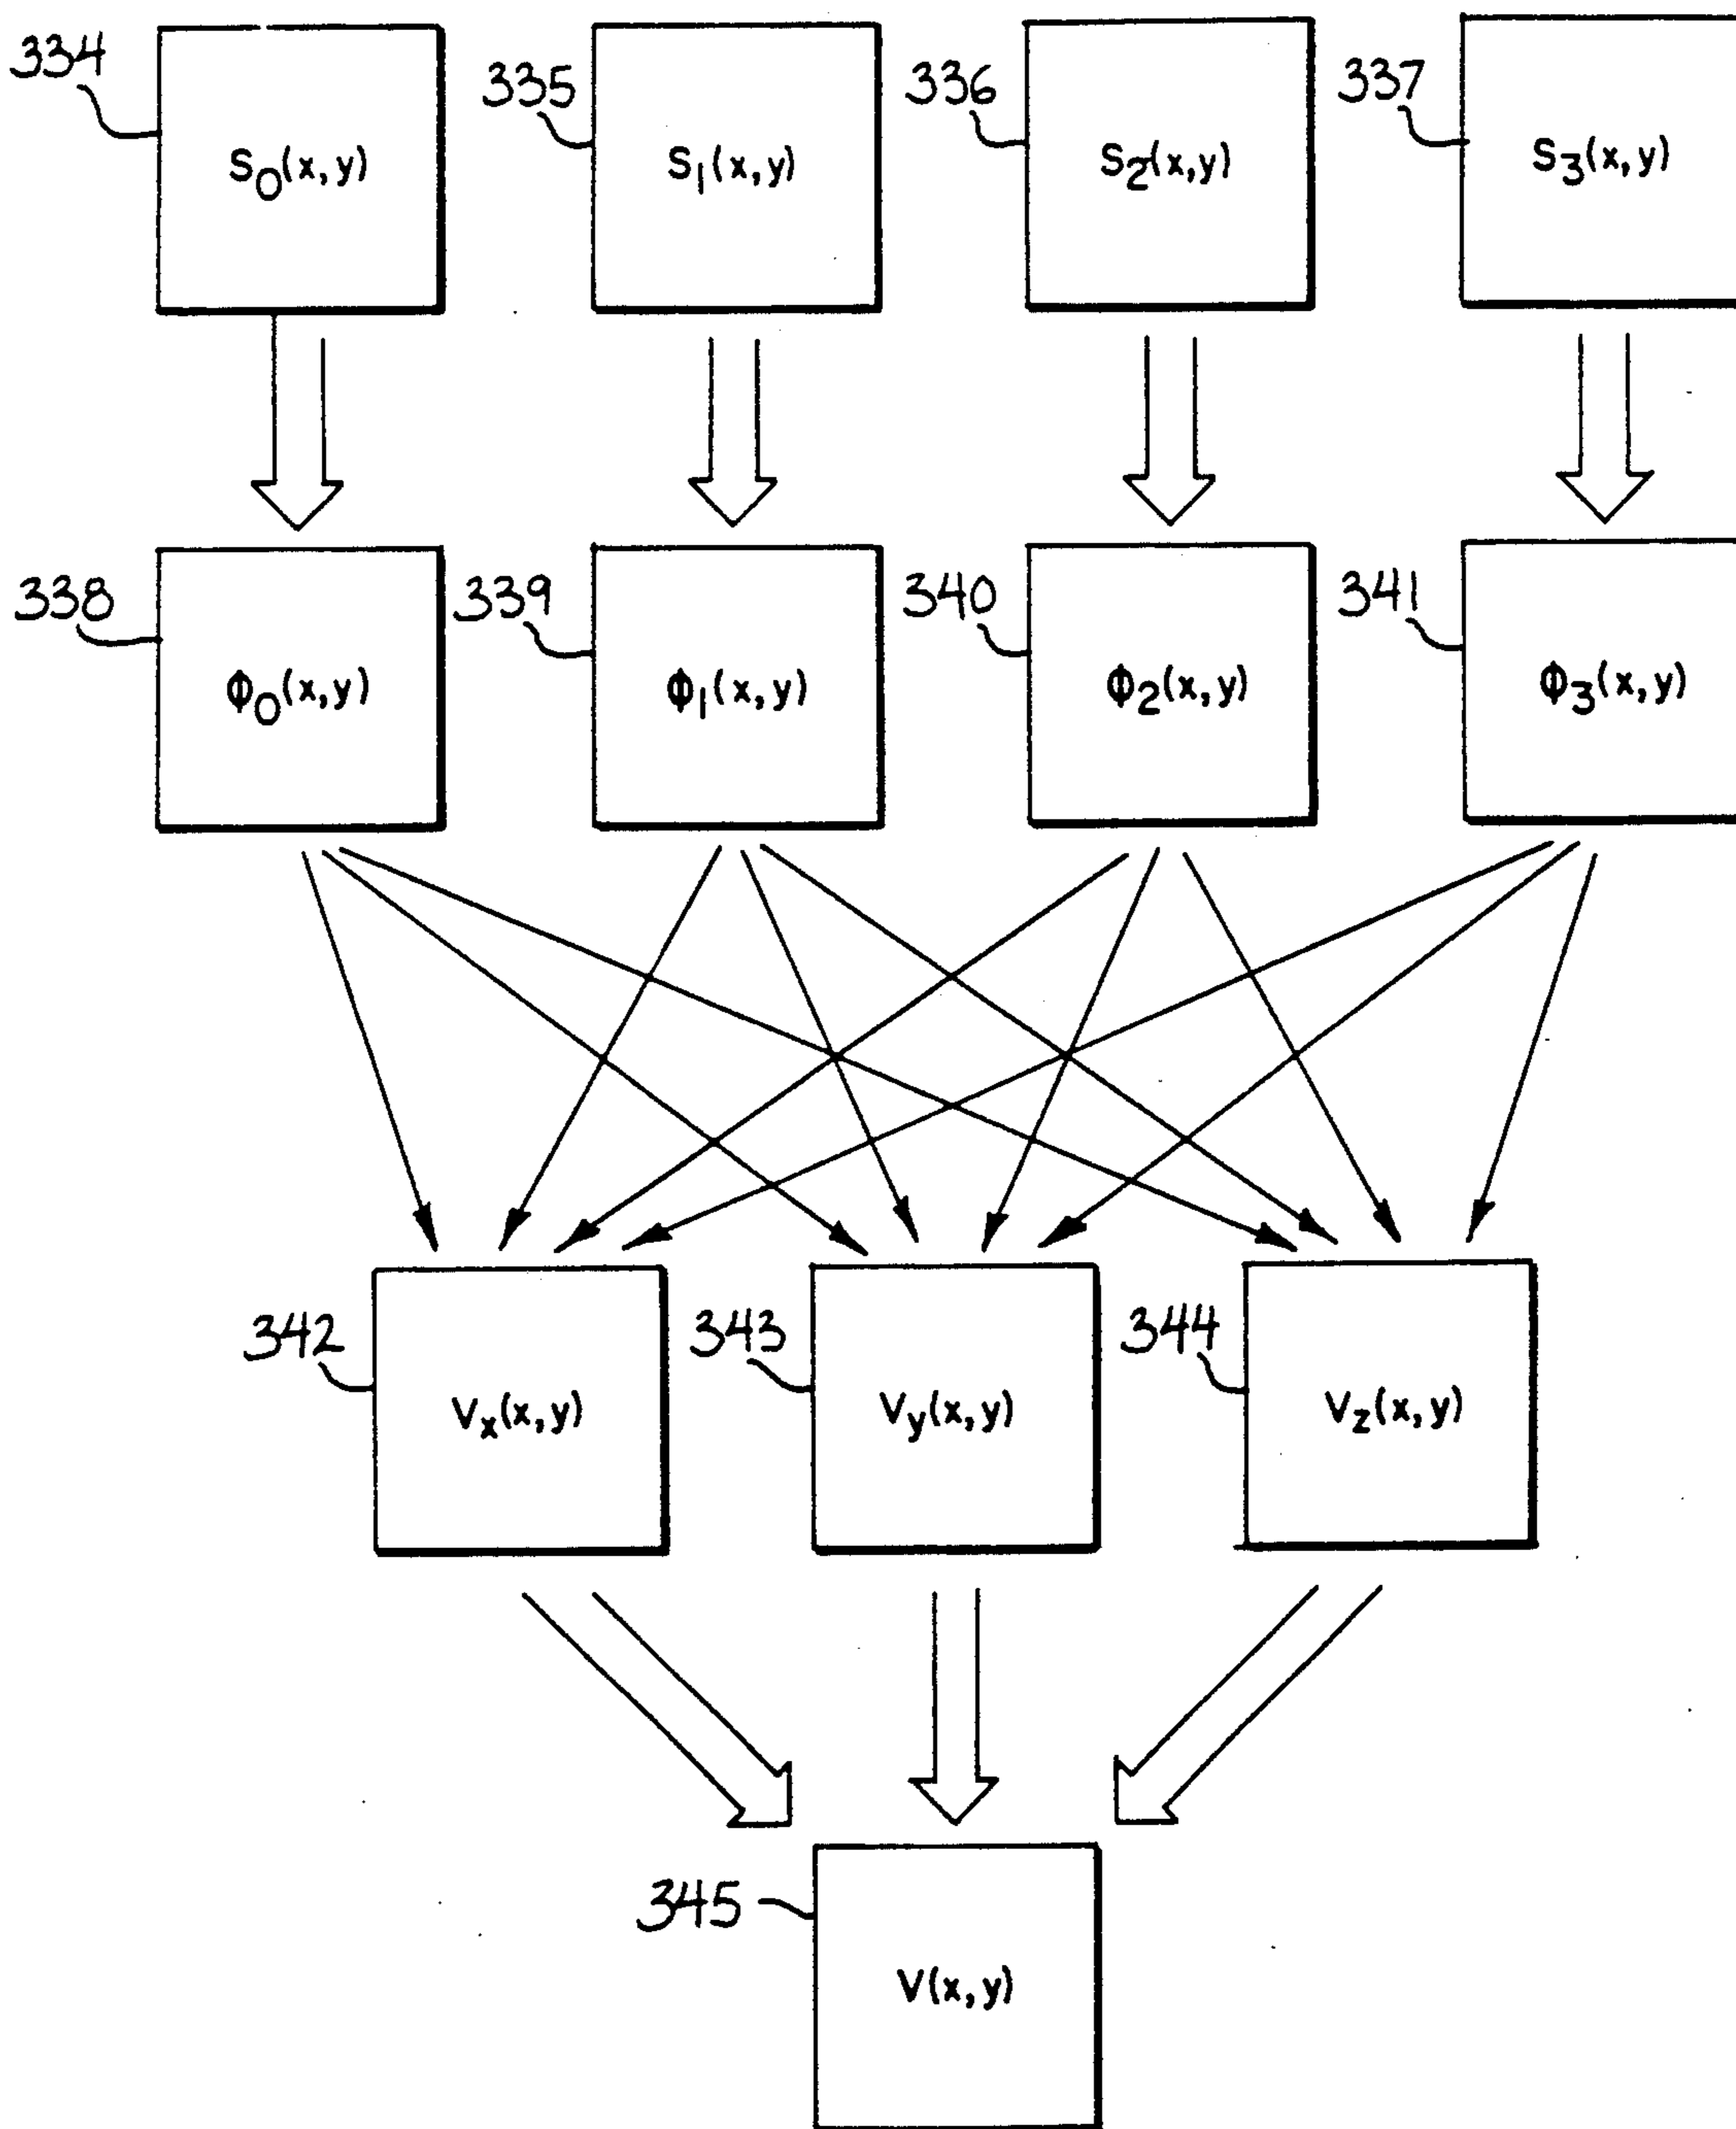 334
335
336
337
S₀(x,y)
S₁(x,y)
S₂(x,y)
S₃(x,y)
338
339
340
341
Φ₀(x,y)
Φ₁(x,y)
Φ₂(x,y)
Φ₃(x,y)
342
343
344
Vₓ(x,y)
Vy(x,y)
Vz(x,y)
345
V(x,y)